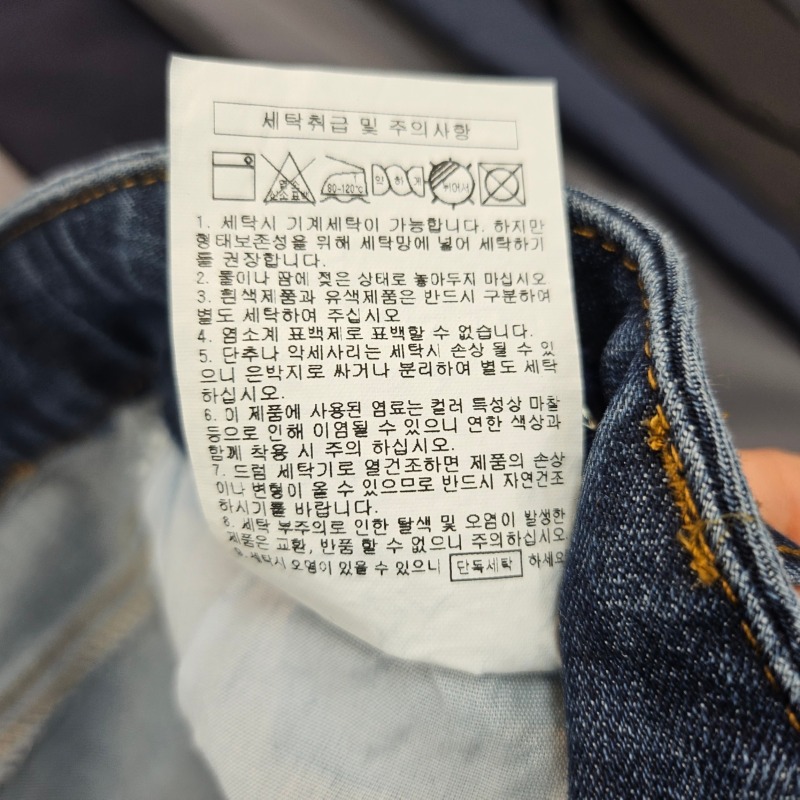 세탁취급 및 주의사항
염소
산소표백
80-120℃
약 하 게
뉘어서
1. 세탁시 기계세탁이 가능합니다. 하지만
형태보존성을 위해 세탁망에 넣어 세탁하기
를 권장합니다.
2. 물이나 땀에 젖은 상태로 놓아두지 마십시오
3. 흰색제품과 유색제품은 반드시 구분하여
별도 세탁하여 주십시오
4. 염소계 표백제로 표백할 수 없습니다.
5. 단추나 악세사리는 세탁시 손상 될 수 있
으니 은박지로 싸거나 분리하여 별도 세탁
하십시오.
6. 이 제품에 사용된 염료는 컬러 특성상 마찰
등으로 인해 이염될 수 있으니 연한 색상과
함께 착용 시 주의 하십시오.
7. 드럼 세탁기로 열건조하면 제품의 손상
이나 변형이 올 수 있으므로 반드시 자연건조
하시기를 바랍니다.
8. 세탁 부주의로 인한 탈색 및 오염이 발생한
제품은 교환, 반품 할 수 없으니 주의하십시오.
9. 세탁시 오염이 있을 수 있으니 단독세탁 하세요